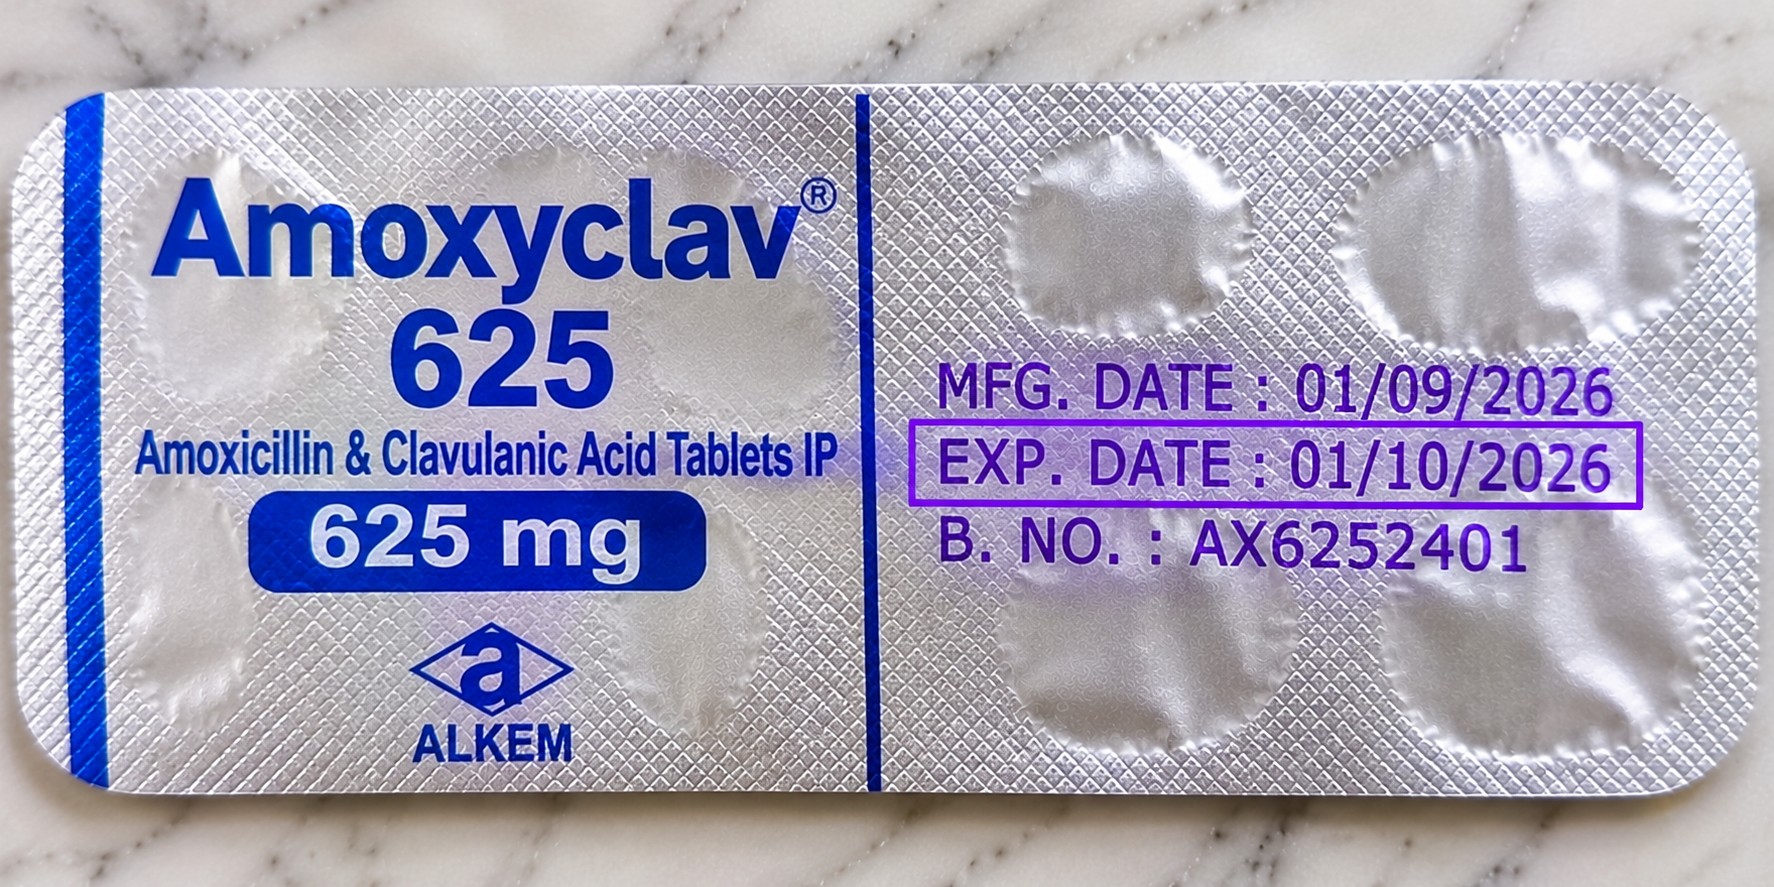 Amoxyclav®
625
Amoxicillin & Clavulanic Acid Tablets IP
625 mg
a
ALKEM
MFG. DATE : 01/09/2026
EXP. DATE : 01/10/2026
B. NO. : AX6252401